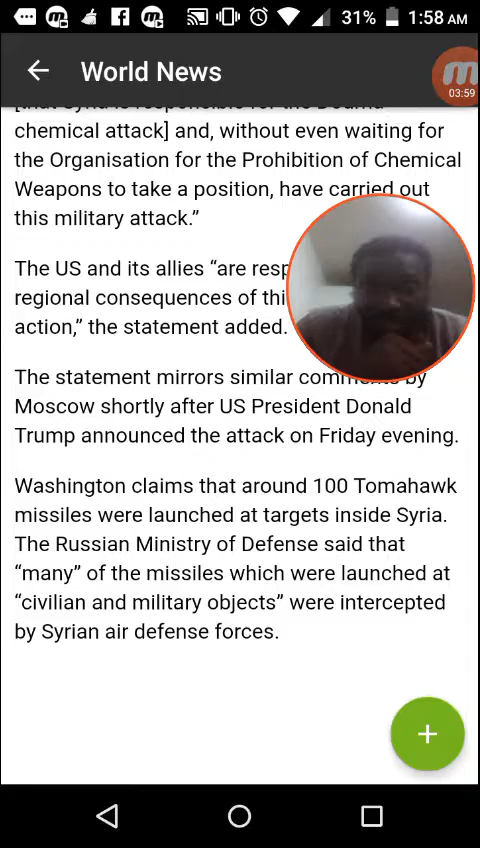 31% 1:58 AM
World News
03:59
chemical attack] and, without even waiting for
the Organisation for the Prohibition of Chemical
Weapons to take a position, have carried out
this military attack.”
The US and its allies “are
regional consequences of
action,” the statement added.
The statement mirrors similar comments by
Moscow shortly after US President Donald
Trump announced the attack on Friday evening.
Washington claims that around 100 Tomahawk
missiles were launched at targets inside Syria.
The Russian Ministry of Defense said that
“many” of the missiles which were launched at
“civilian and military objects” were intercepted
by Syrian air defense forces.